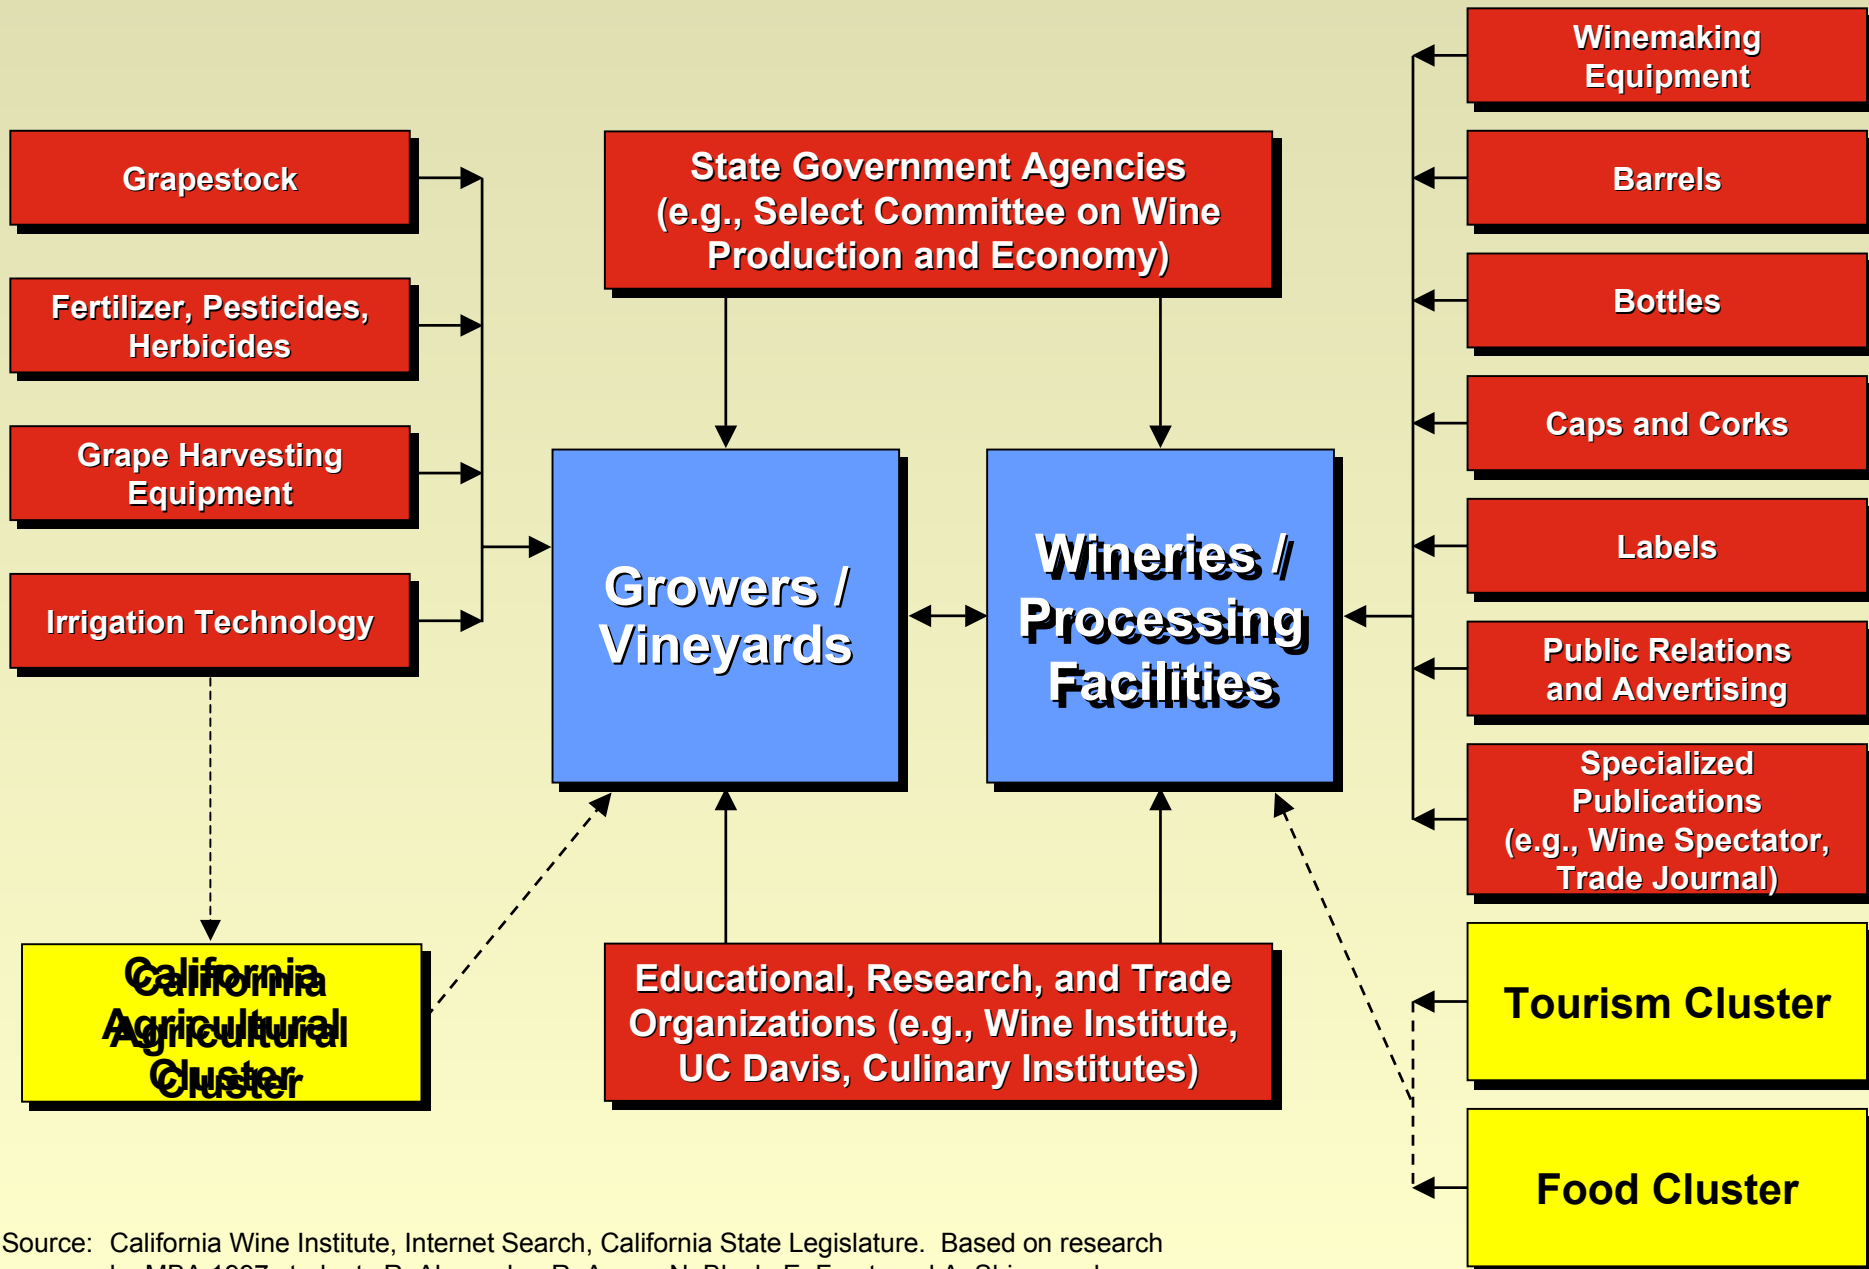 Winemaking
Equipment
Grapestock
State Government Agencies
(e.g., Select Committee on Wine
Production and Economy)
Barrels
Fertilizer, Pesticides,
Herbicides
Bottles
Grape Harvesting
Equipment
Caps and Corks
Irrigation Technology
Growers /
Vineyards
Wineries /
Processing
Facilities
Labels
Public Relations
and Advertising
Specialized
Publications
(e.g., Wine Spectator,
Trade Journal)
California
Agricultural
Cluster
Educational, Research, and Trade
Organizations (e.g., Wine Institute,
UC Davis, Culinary Institutes)
Tourism Cluster
Food Cluster
Source: California Wine Institute, Internet Search, California State Legislature. Based on research